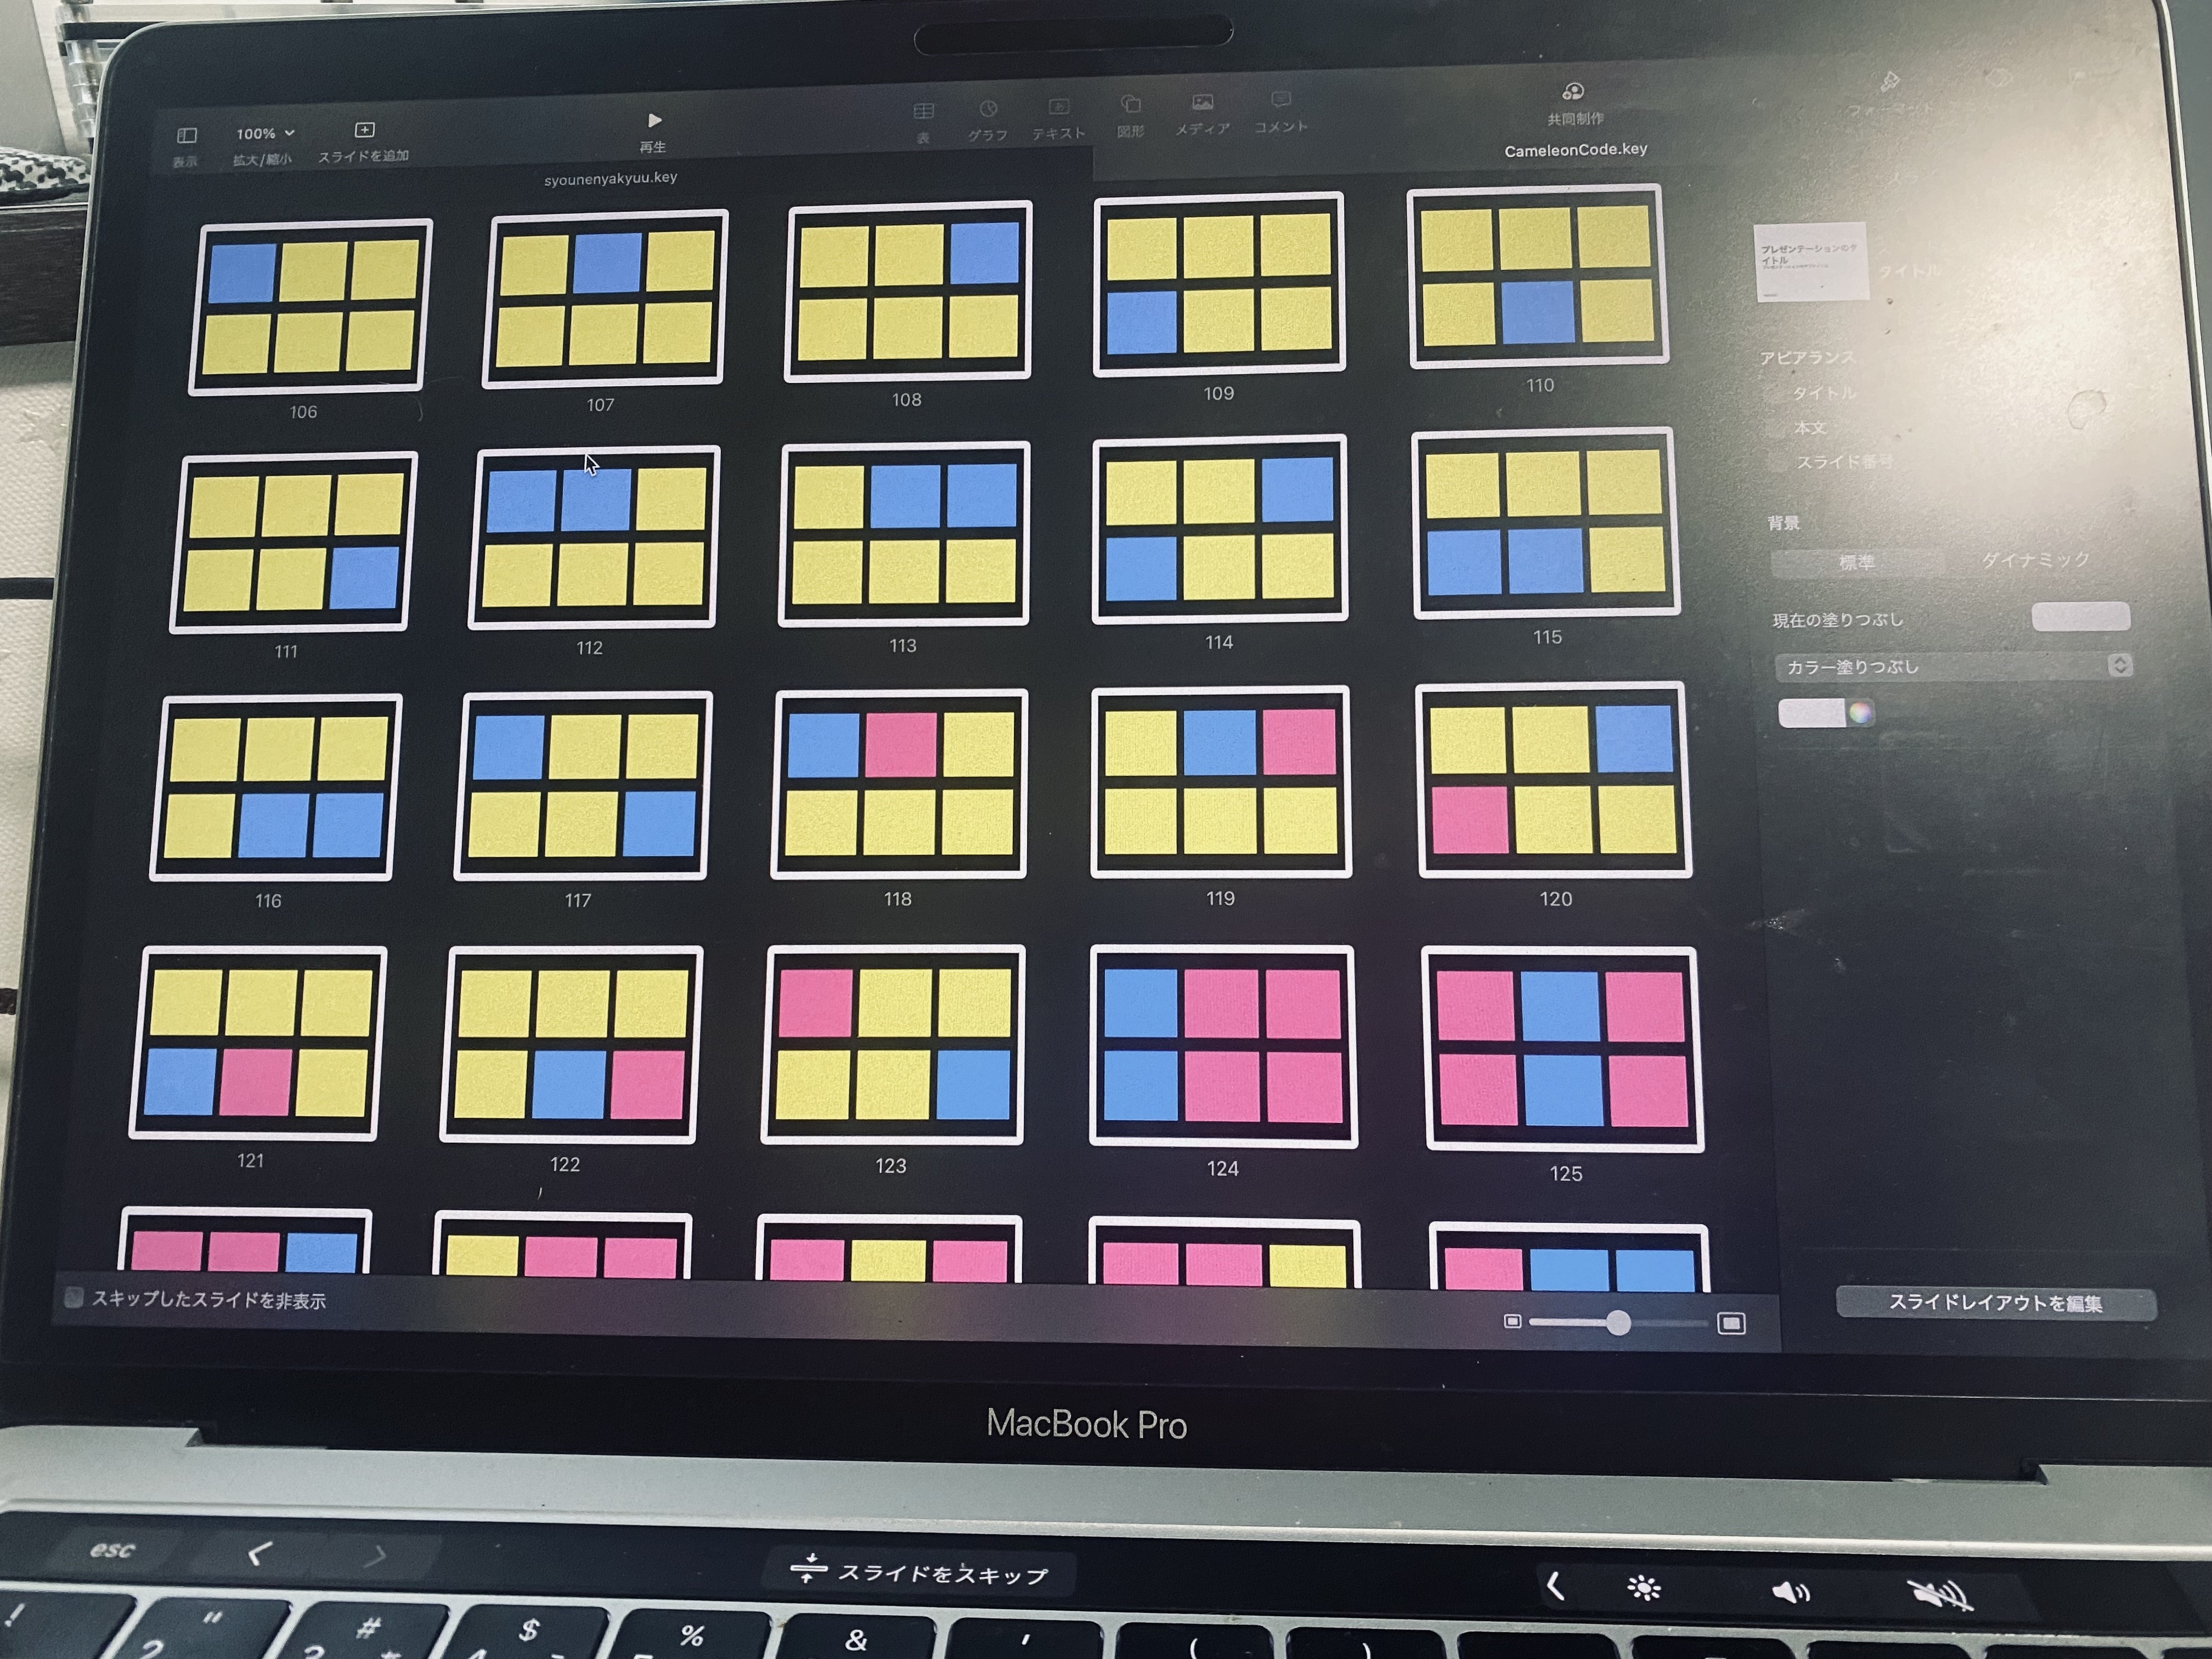 100%
表示
拡大/縮小
スライドを追加
再生
表
グラフ
テキスト
図形
メディア
コメント
共同制作
フォーマット
syounenyakyuu.key
CameleonCode.key
106
107
108
109
110
111
112
113
114
115
116
117
118
119
120
121
122
123
124
125
プレゼンテーションのタ
イトル
タイトル
アピアランス
タイトル
本文
スライド番号
背景
標準
ダイナミック
現在の塗りつぶし
カラー塗りつぶし
スキップしたスライドを非表示
スライドレイアウトを編集
MacBook Pro
esc
スライドをスキップ
! " # $ % & ' ( )
2